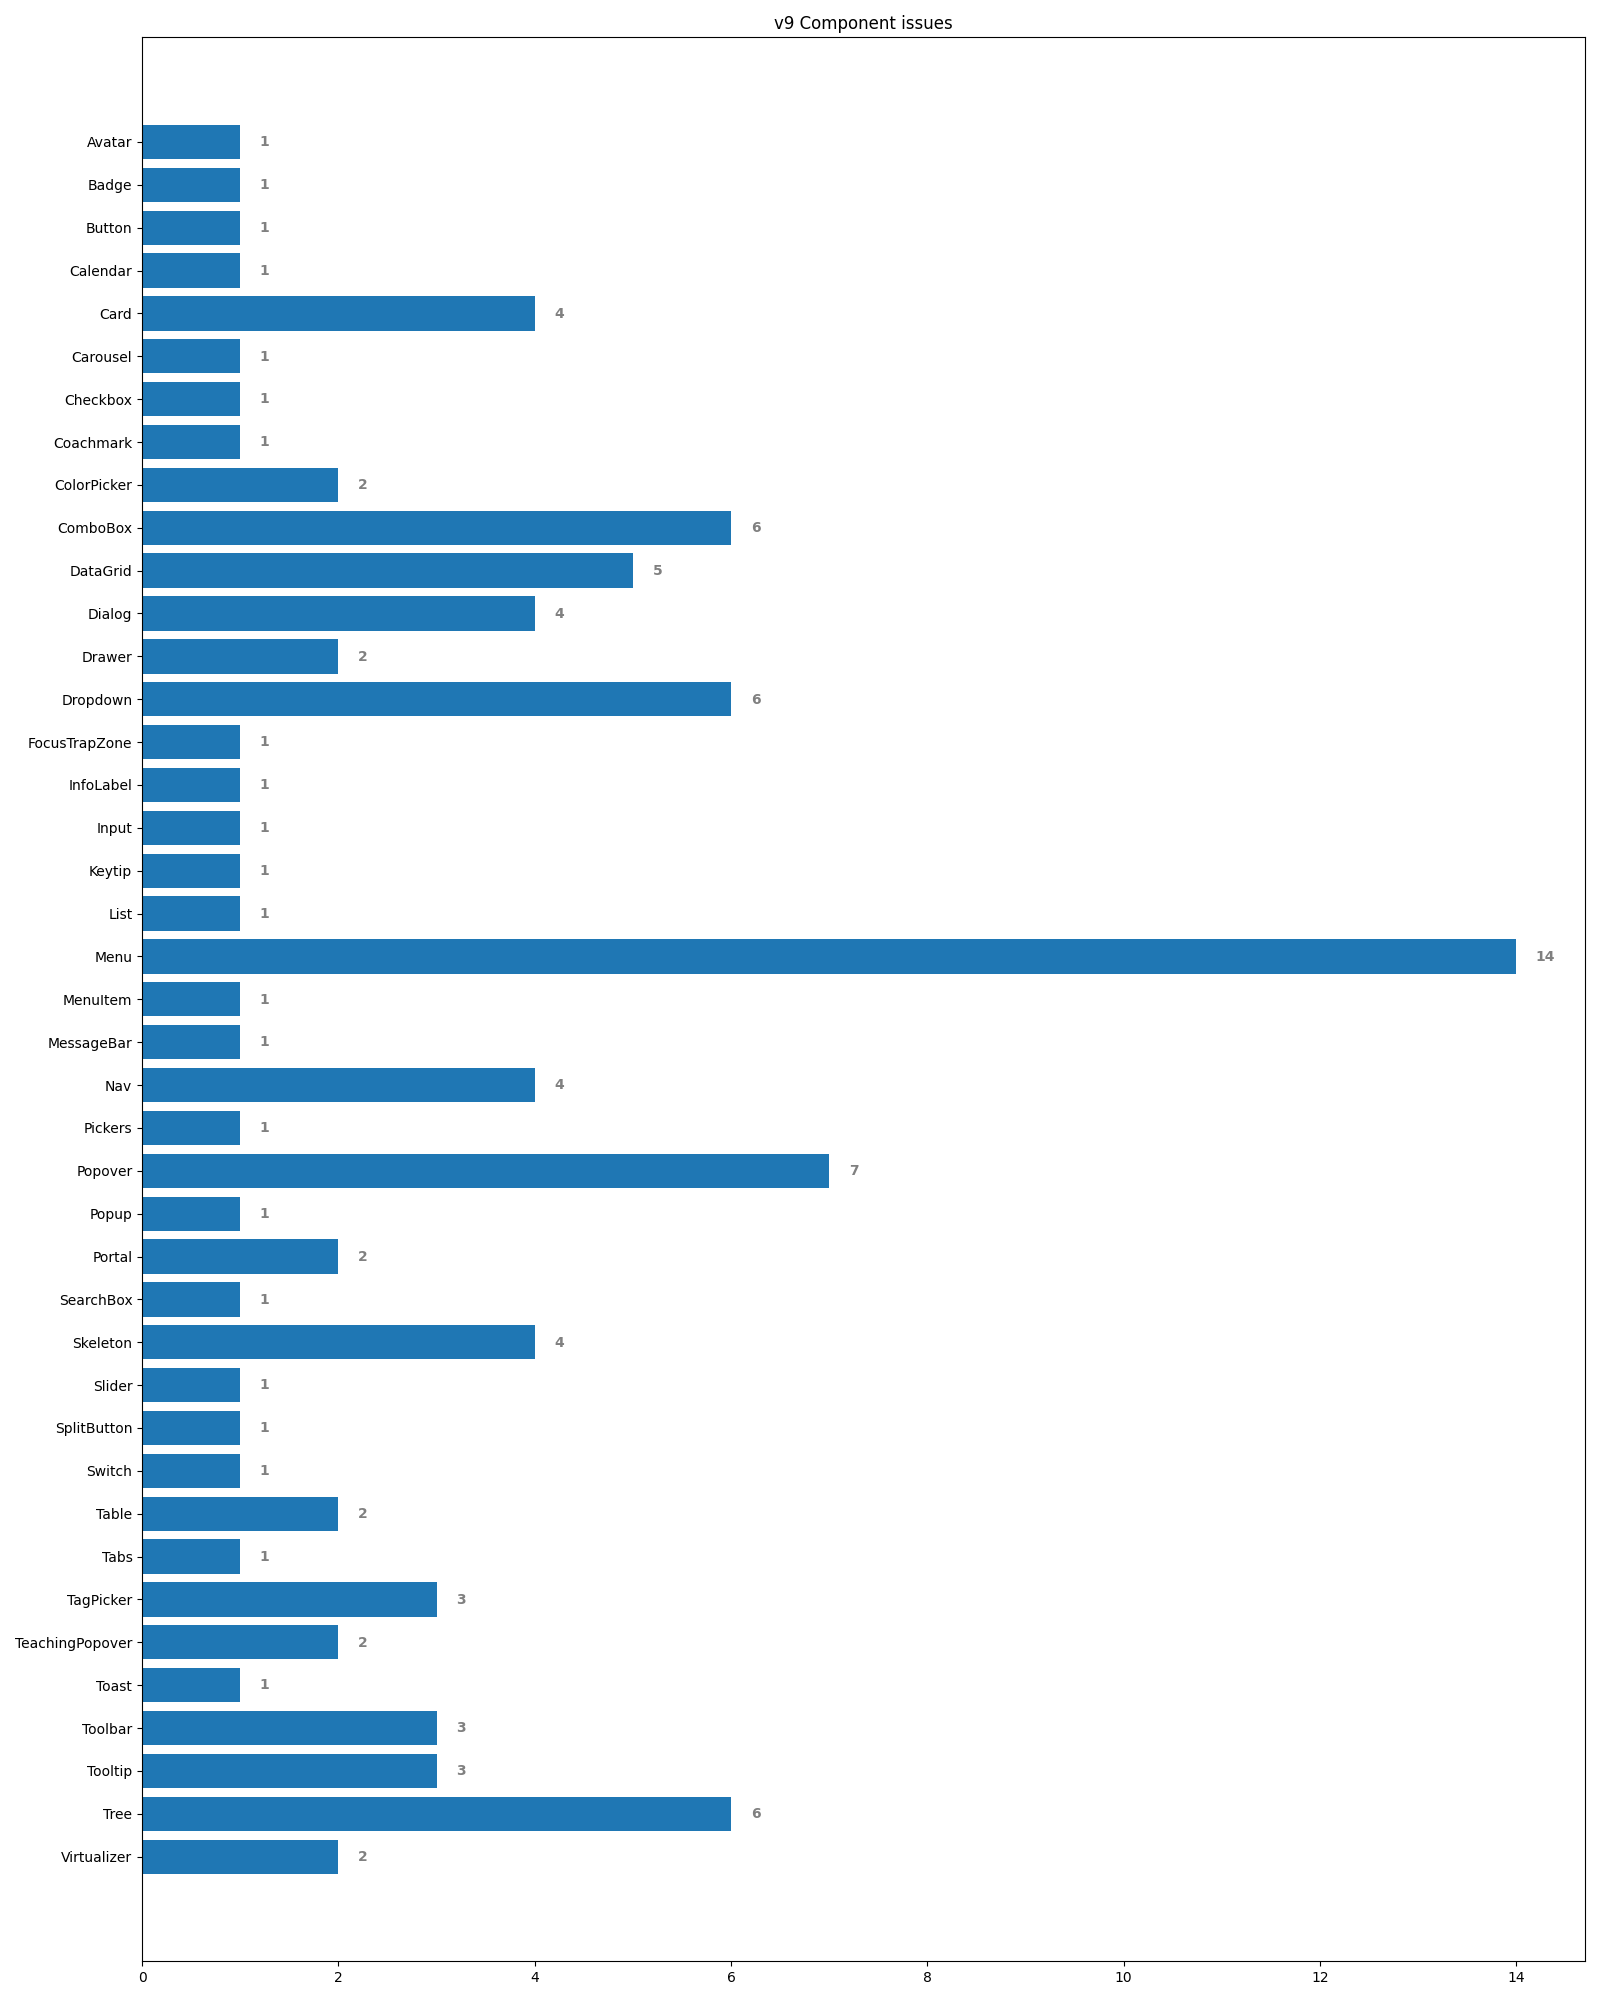 v9 Component issues
Avatar 1
Badge 1
Button 1
Calendar 1
Card 4
Carousel 1
Checkbox 1
Coachmark 1
ColorPicker 2
ComboBox 6
DataGrid 5
Dialog 4
Drawer 2
Dropdown 6
FocusTrapZone 1
InfoLabel 1
Input 1
Keytip 1
List 1
Menu 14
MenuItem 1
MessageBar 1
Nav 4
Pickers 1
Popover 7
Popup 1
Portal 2
SearchBox 1
Skeleton 4
Slider 1
SplitButton 1
Switch 1
Table 2
Tabs 1
TagPicker 3
TeachingPopover 2
Toast 1
Toolbar 3
Tooltip 3
Tree 6
Virtualizer 2
0 2 4 6 8 10 12 14